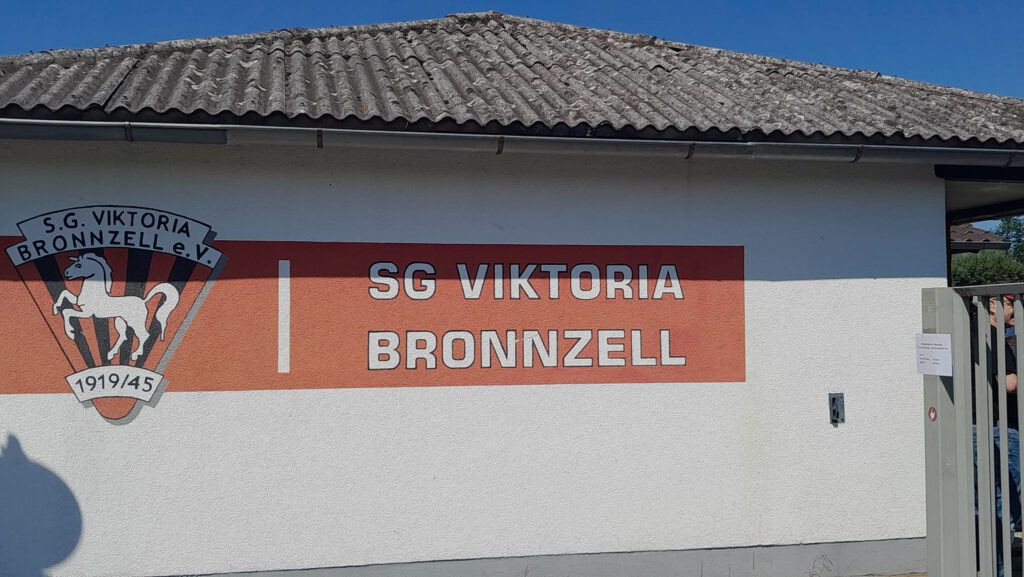 S.G. VIKTORIA
BRONNZELL e.V.
1919/45
SG VIKTORIA
BRONNZELL